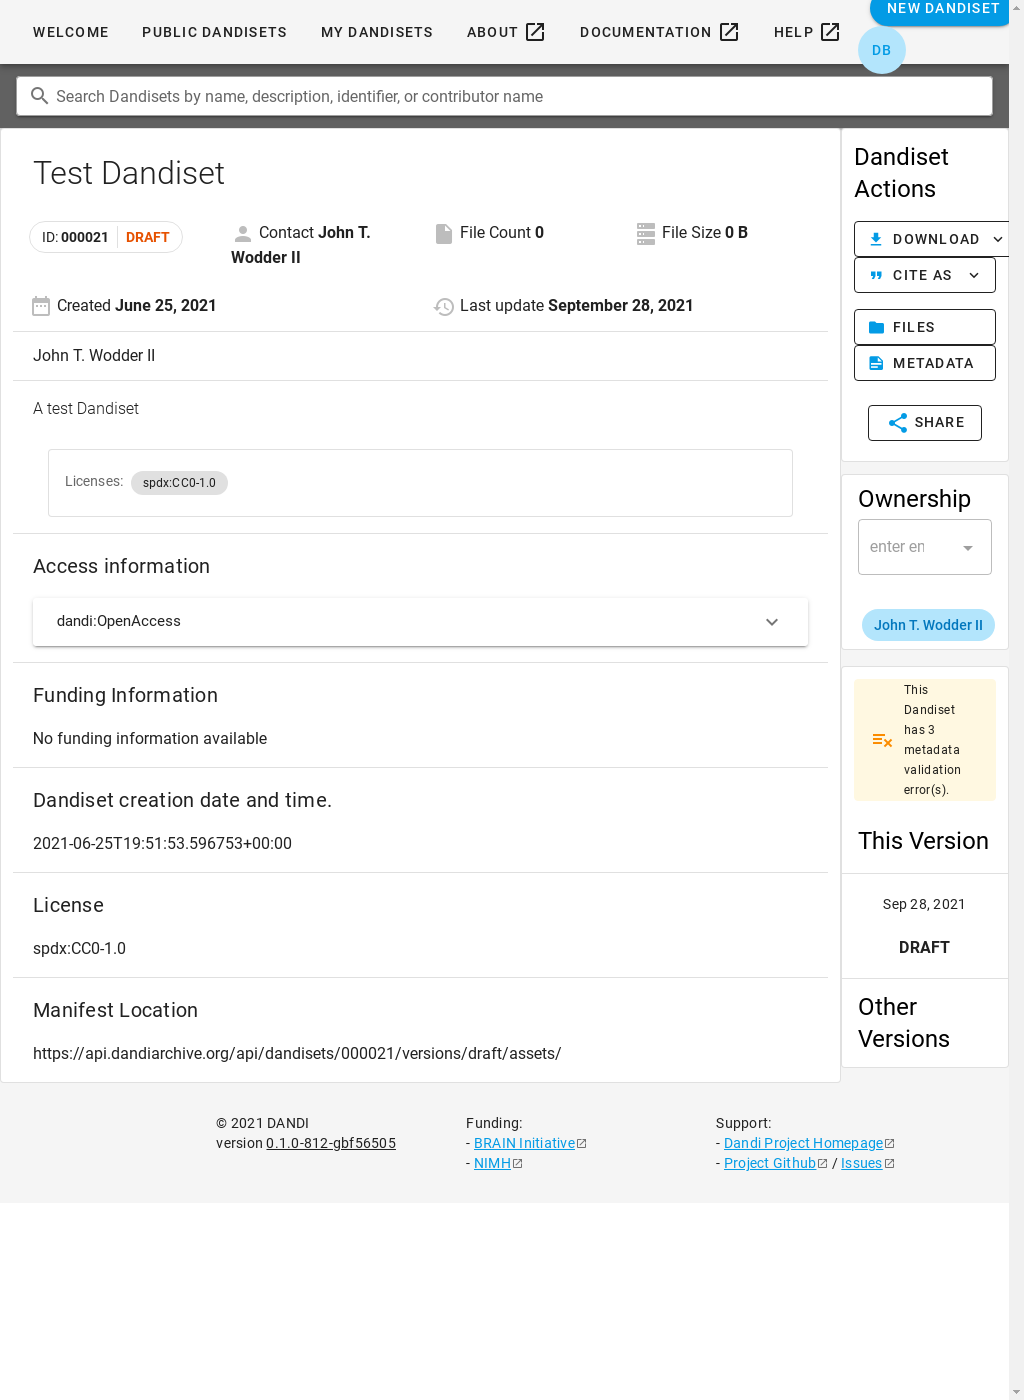 WELCOME PUBLIC DANDISETS MY DANDISETS ABOUT DOCUMENTATION HELP NEW DANDISET
DB
Search Dandisets by name, description, identifier, or contributor name
Test Dandiset
ID: 000021 DRAFT
Contact John T. Wodder II
File Count 0
File Size 0 B
Created June 25, 2021
Last update September 28, 2021
John T. Wodder II
A test Dandiset
Licenses: spdx:CC0-1.0
Access information
dandi:OpenAccess
Funding Information
No funding information available
Dandiset creation date and time.
2021-06-25T19:51:53.596753+00:00
License
spdx:CC0-1.0
Manifest Location
https://api.dandiarchive.org/api/dandisets/000021/versions/draft/assets/
Dandiset
Actions
DOWNLOAD
CITE AS
FILES
METADATA
SHARE
Ownership
enter en
John T. Wodder II
This
Dandiset
has 3
metadata
validation
error(s).
This Version
Sep 28, 2021
DRAFT
Other
Versions
© 2021 DANDI
version 0.1.0-812-gbf56505
Funding:
- BRAIN Initiative
- NIMH
Support:
- Dandi Project Homepage
- Project Github / Issues